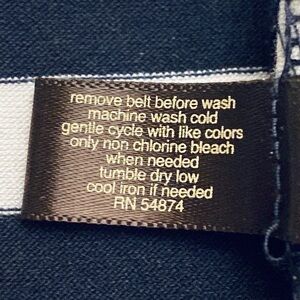 remove belt before wash
machine wash cold
gentle cycle with like colors
only non chlorine bleach
when needed
tumble dry low
cool iron if needed
RN 54874